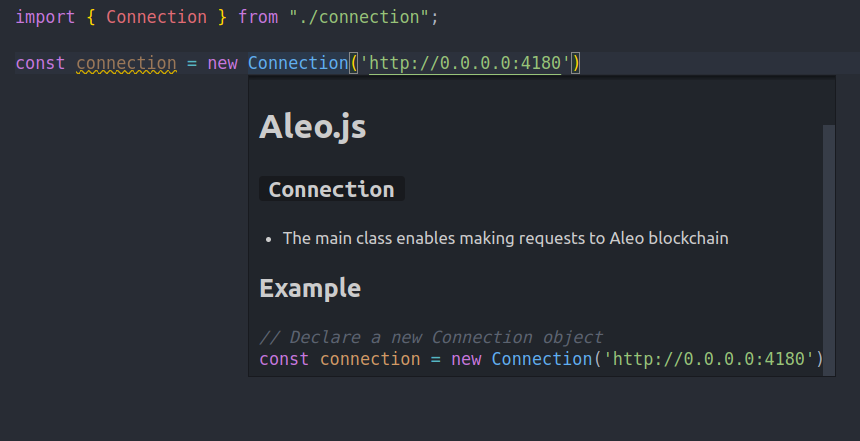 import { Connection } from "./connection";
const connection = new Connection('http://0.0.0.0:4180')
Aleo.js
Connection
• The main class enables making requests to Aleo blockchain
Example
// Declare a new Connection object
const connection = new Connection('http://0.0.0.0:4180')